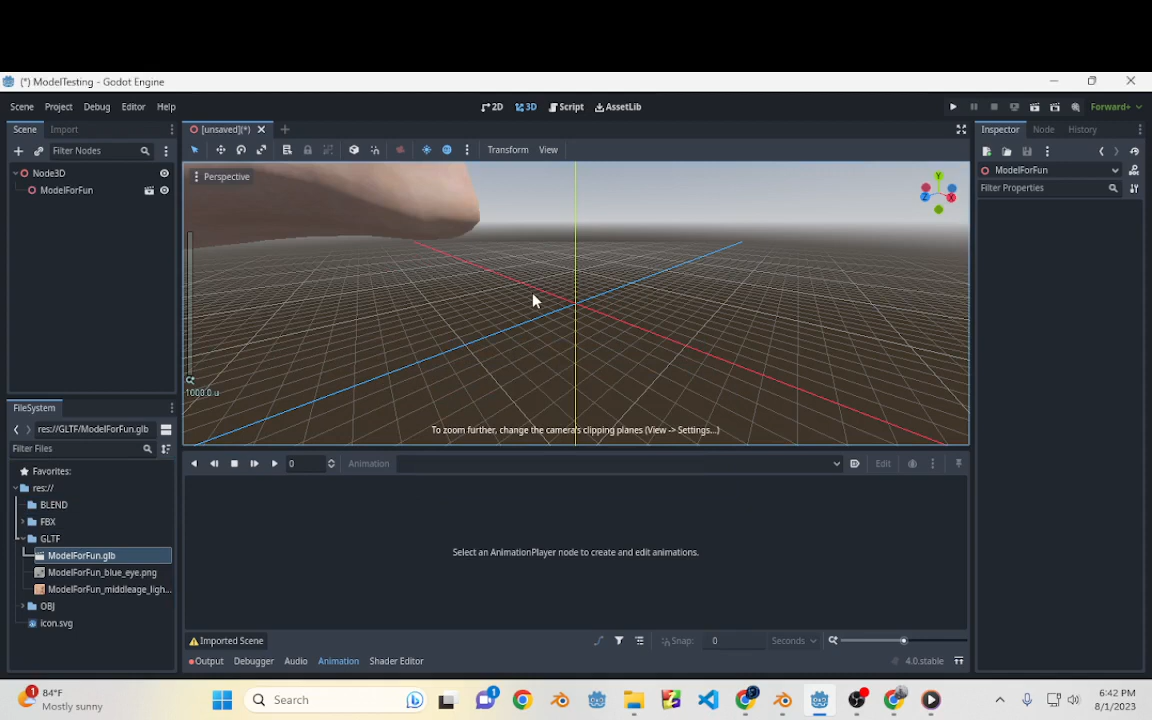 (*) ModelTesting - Godot Engine
Scene Project Debug Editor Help
2D 3D Script AssetLib
Forward+
Scene Import
[unsaved](*)
Inspector Node History
Filter Nodes
Transform View
Node3D
ModelForFun
Perspective
Y
Z
X
ModelForFun
Filter Properties
1000.0 u
To zoom further, change the camera's clipping planes (View -> Settings...)
FileSystem
res://GLTF/ModelForFun.glb
Filter Files
Favorites:
res://
BLEND
FBX
GLTF
ModelForFun.glb
ModelForFun_blue_eye.png
ModelForFun_middleage_ligh...
OBJ
icon.svg
0 Animation Edit
Select an AnimationPlayer node to create and edit animations.
Imported Scene
Snap: 0 Seconds
Output Debugger Audio Animation Shader Editor
4.0.stable
1
84°F
Mostly sunny
Search
1
6:42 PM
8/1/2023